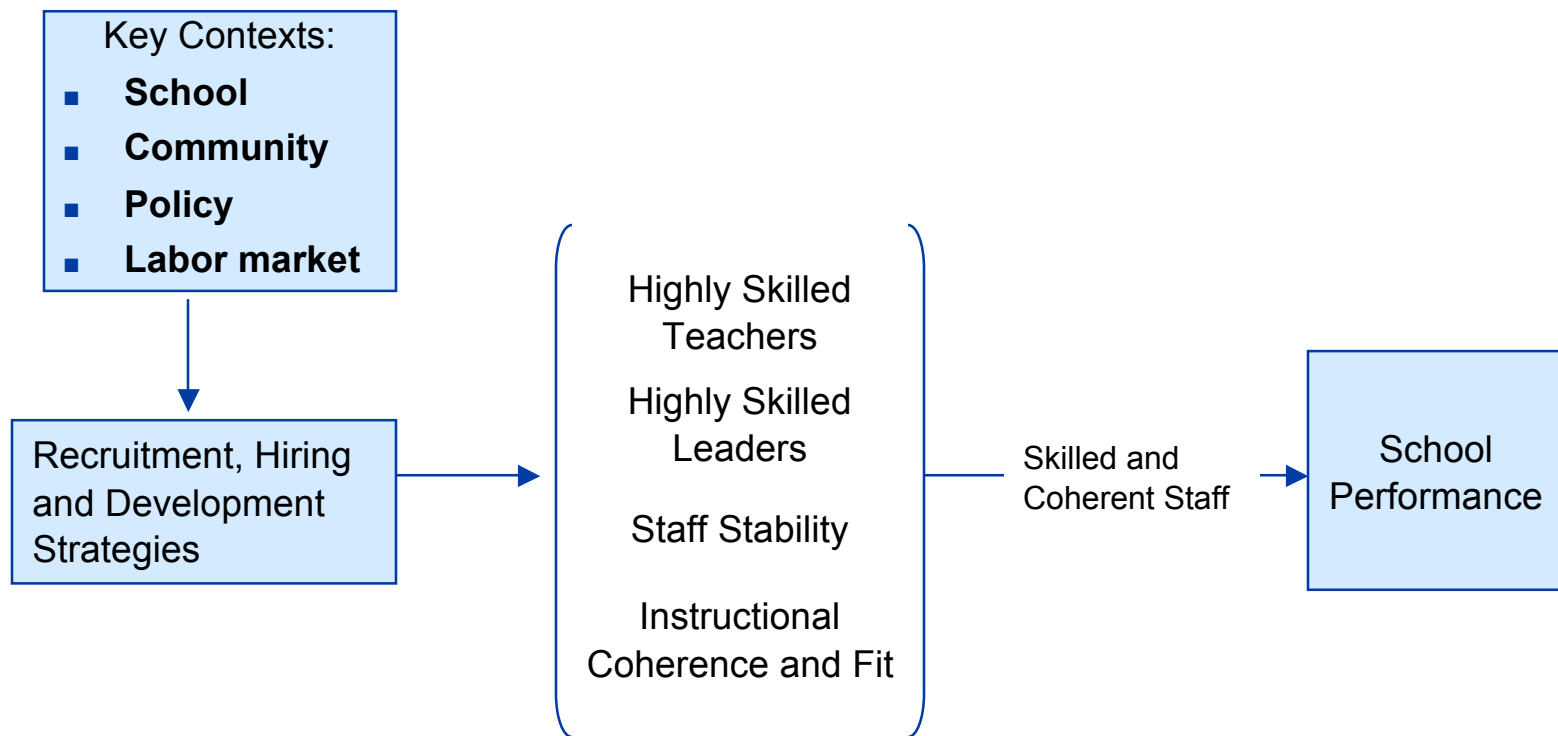 Key Contexts:
■ School
■ Community
■ Policy
■ Labor market
Recruitment, Hiring
and Development
Strategies
Highly Skilled
Teachers
Highly Skilled
Leaders
Staff Stability
Instructional
Coherence and Fit
Skilled and
Coherent Staff
School
Performance